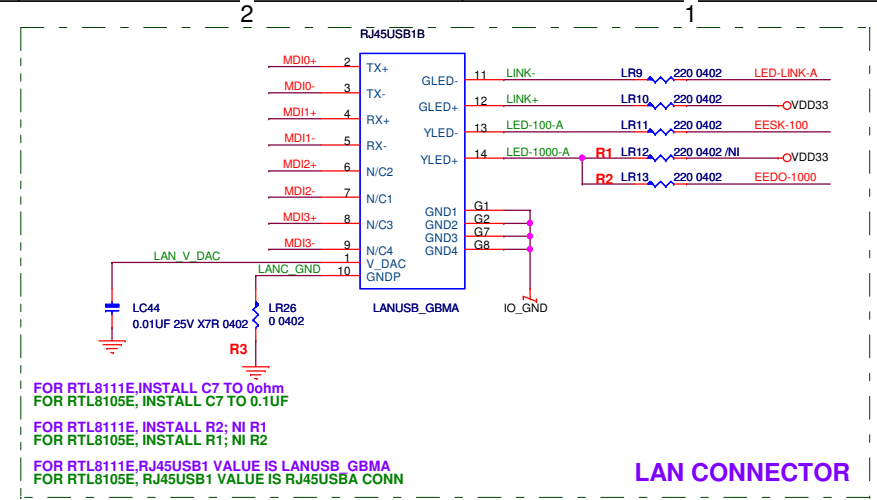 2 1
RJ45USB1B
MDI0+ 2 TX+ GLED- 11 LINK- LR9 220 0402 LED-LINK-A
MDI0- 3 TX- GLED+ 12 LINK+ LR10 220 0402 VDD33
MDI1+ 4 RX+ YLED- 13 LED-100-A LR11 220 0402 EESK-100
MDI1- 5 RX- YLED+ 14 LED-1000-A R1 LR12 220 0402 /NI VDD33
MDI2+ 6 N/C2 R2 LR13 220 0402 EEDO-1000
MDI2- 7 N/C1 GND1 G1
MDI3+ 8 N/C3 GND2 G2
MDI3- 9 N/C4 GND3 G7
LAN_V_DAC 1 V_DAC GND4 G8
LANC_GND 10 GNDP
LC44 LR26 LANUSB_GBMA IO_GND
0.01UF 25V X7R 0402 0 0402
R3
FOR RTL8111E,INSTALL C7 TO 0ohm
FOR RTL8105E, INSTALL C7 TO 0.1UF
FOR RTL8111E, INSTALL R2; NI R1
FOR RTL8105E, INSTALL R1; NI R2
FOR RTL8111E,RJ45USB1 VALUE IS LANUSB_GBMA
FOR RTL8105E, RJ45USB1 VALUE IS RJ45USBA CONN
LAN CONNECTOR